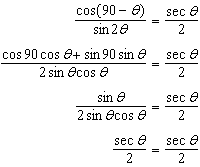 cos(90 − θ) / sin 2θ = sec θ / 2
cos 90 cos θ + sin 90 sin θ / 2 sin θ cos θ = sec θ / 2
sin θ / 2 sin θ cos θ = sec θ / 2
sec θ / 2 = sec θ / 2